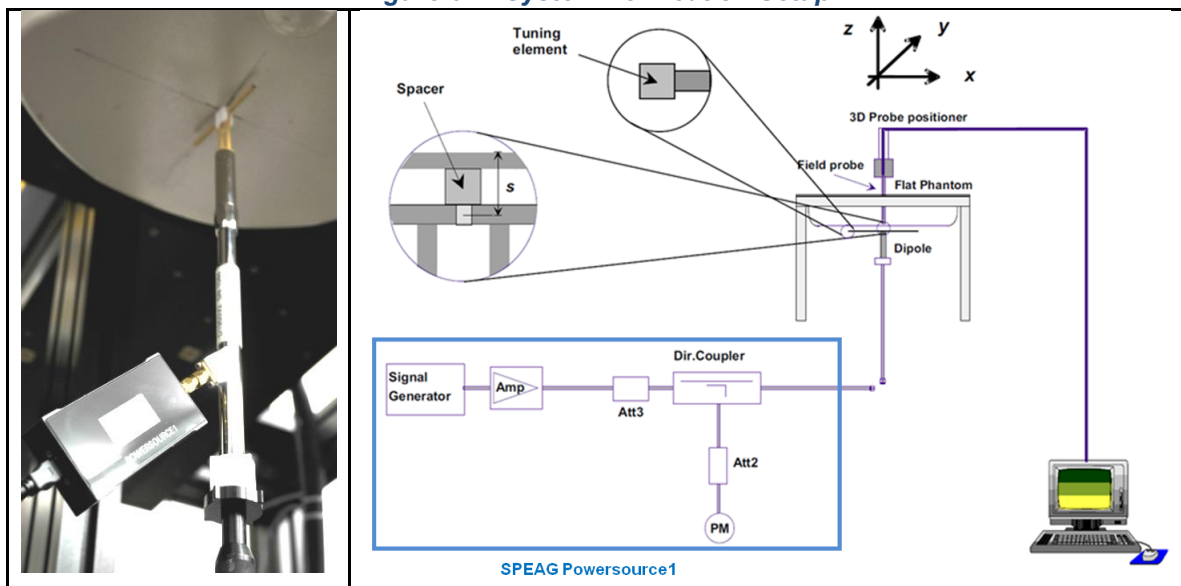 Tuning
element
z
y
x
Spacer
s
3D Probe positioner
Field probe
Flat Phantom
Dipole
Dir.Coupler
Signal
Generator
Amp
Att3
Att2
PM
POWERSOURCE1
SPEAG Powersource1